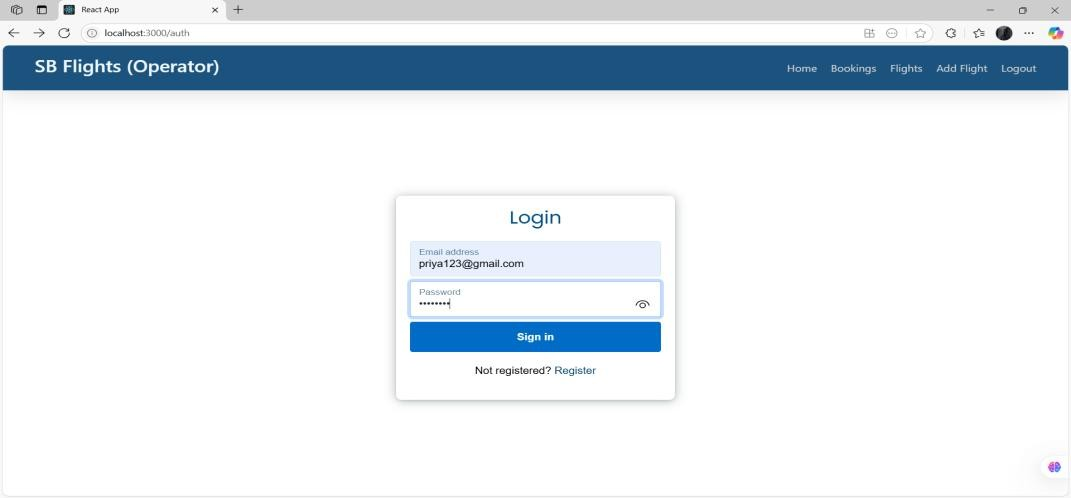 React App
localhost:3000/auth
SB Flights (Operator)
Home Bookings Flights Add Flight Logout
Login
Email address
priya123@gmail.com
Password
••••••••
Sign in
Not registered? Register